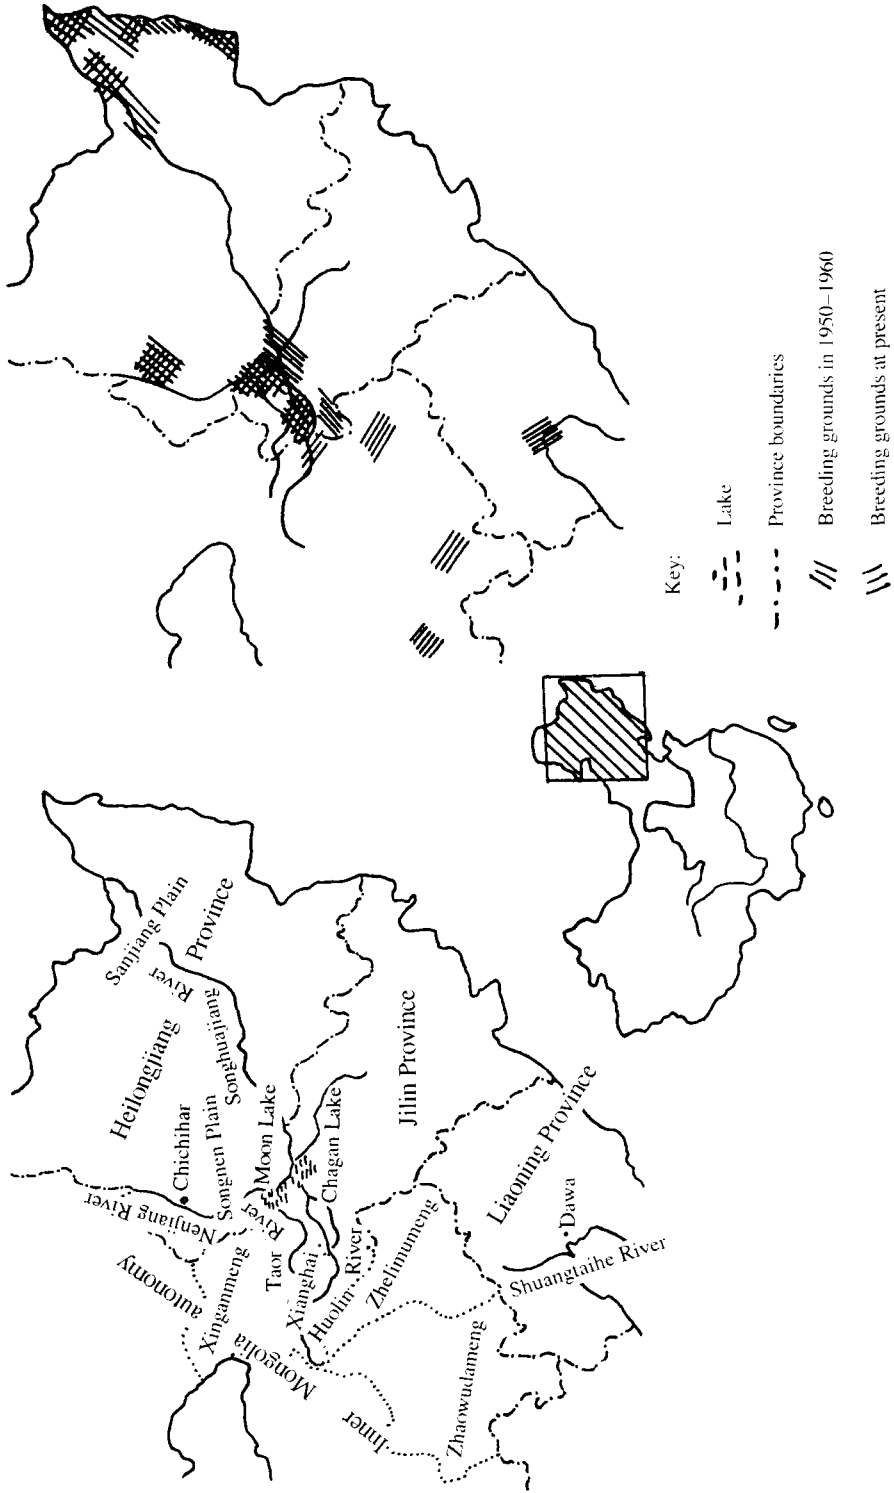 Sanjiang Plain
River
Province
Heilongjiang
Songhuajiang
Chichihar
Songnen Plain
Moon Lake
Nenjiang River
River
Taor
Chagan Lake
Jilin Province
autonomy
Xinganmeng
Xianghai
Huolin River
Zhelimumeng
Liaoning Province
Dawa
Shuangtaihe River
Mongolia
Inner
Zhaowudameng
Key:
Lake
Province boundaries
Breeding grounds in 1950–1960
Breeding grounds at present